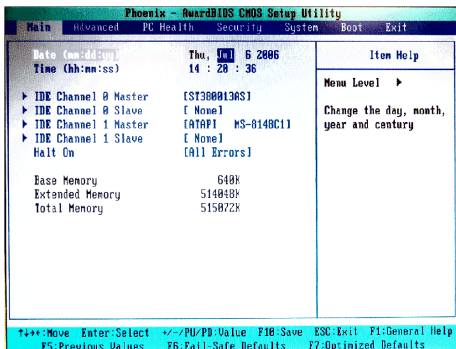 Phoenix - AwardBIOS CMOS Setup Utility
Main Advanced PC Health Security System Boot Exit
Date (mm:dd:yy) Thu, Jul 6 2006
Time (hh:mm:ss) 14 : 20 : 36
IDE Channel 0 Master [ST380013AS]
IDE Channel 0 Slave [ None]
IDE Channel 1 Master [ATAPI MS-8148C1]
IDE Channel 1 Slave [ None]
Halt On [All Errors]
Base Memory 640K
Extended Memory 514048K
Total Memory 515072K
Item Help
Menu Level ▶
Change the day, month,
year and century
↑↓→←:Move Enter:Select +/-/PU/PD:Value F10:Save ESC:Exit F1:General Help
F5:Previous Values F6:Fail-Safe Defaults F7:Optimized Defaults